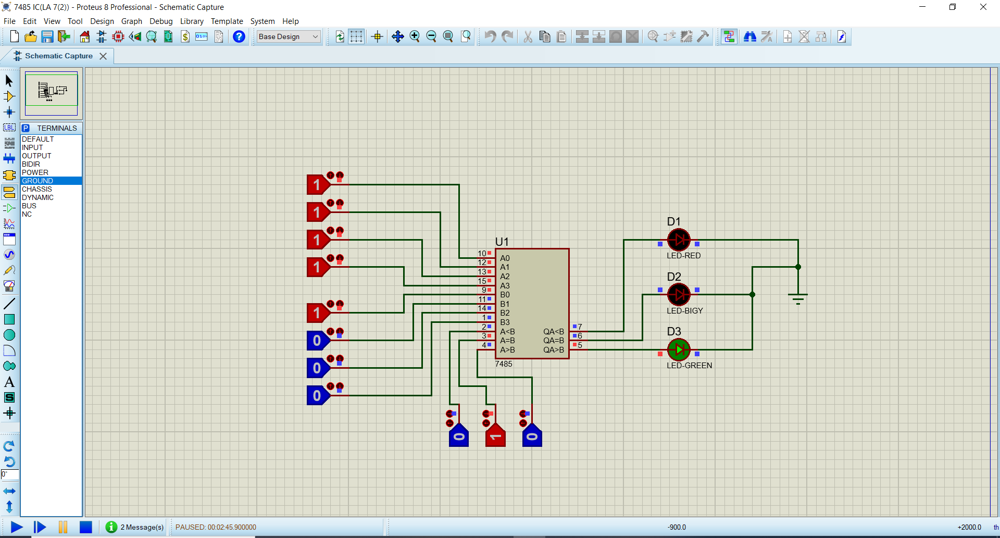 7485 IC(LA 7(2)) - Proteus 8 Professional - Schematic Capture
File Edit View Tool Design Graph Debug Library Template System Help
Base Design
Schematic Capture
P TERMINALS
DEFAULT
INPUT
OUTPUT
BIDIR
POWER
GROUND
CHASSIS
DYNAMIC
BUS
NC
LBL
A
S
0°
1
1
1
1
1
0
0
0
0
1
0
U1
10 A0
12 A1
13 A2
15 A3
9 B0
11 B1
14 B2
1 B3
2 A<B QA<B 7
3 A=B QA=B 6
4 A>B QA>B 5
7485
D1
LED-RED
D2
LED-BIGY
D3
LED-GREEN
2 Message(s) PAUSED: 00:02:45.900000 -900.0 +2000.0 th